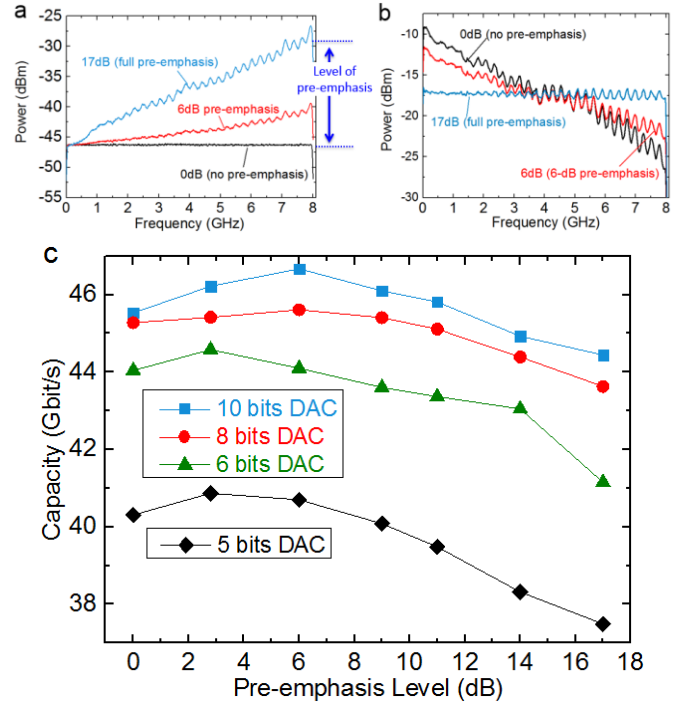 a
-25
-30
-35
-40
-45
-50
-55
Power (dBm)
17dB (full pre-emphasis)
6dB pre-emphasis
0dB (no pre-emphasis)
Level of
pre-emphasis
0 1 2 3 4 5 6 7 8
Frequency (GHz)
b
-10
-15
-20
-25
-30
Power (dBm)
0dB (no pre-emphasis)
17dB (full pre-emphasis)
6dB (6-dB pre-emphasis)
0 1 2 3 4 5 6 7 8
Frequency (GHz)
c
46
44
42
40
38
Capacity (Gbit/s)
10 bits DAC
8 bits DAC
6 bits DAC
5 bits DAC
0 2 4 6 8 10 12 14 16 18
Pre-emphasis Level (dB)